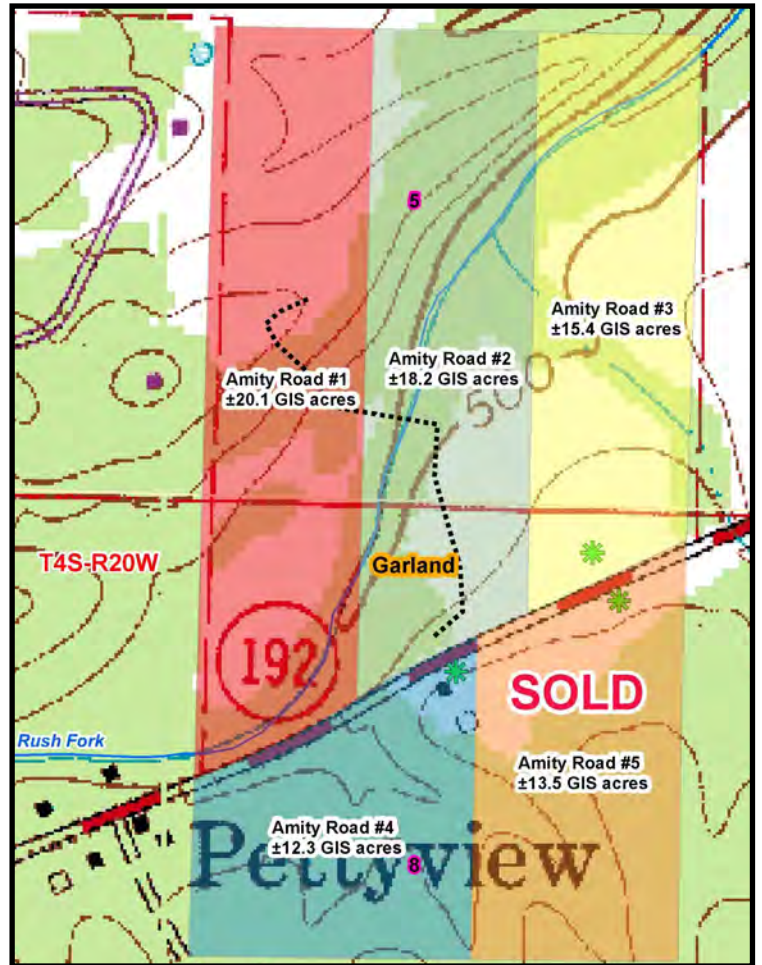 5
Amity Road #3
±15.4 GIS acres
Amity Road #2
±18.2 GIS acres
Amity Road #1
±20.1 GIS acres
500
T4S-R20W
Garland
192
SOLD
Rush Fork
Amity Road #5
±13.5 GIS acres
Amity Road #4
±12.3 GIS acres
Pettyview
8